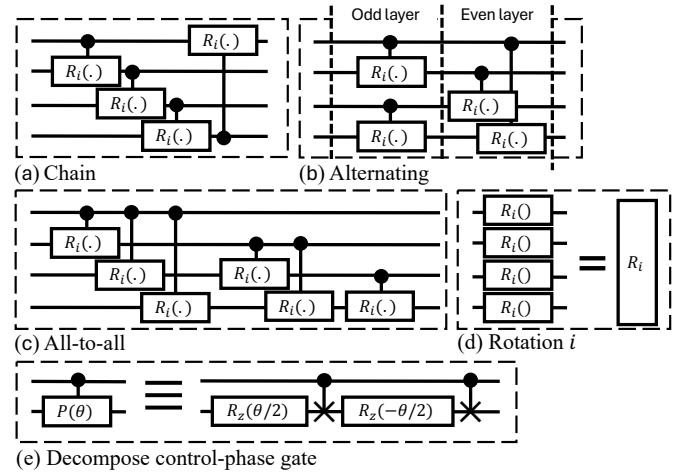 Odd layer Even layer
R_i(.)
R_i(.)
R_i(.)
R_i(.)
(a) Chain
R_i(.)
R_i(.)
R_i(.)
R_i(.)
(b) Alternating
R_i(.)
R_i(.)
R_i(.)
R_i(.)
R_i(.)
R_i(.)
(c) All-to-all
R_i()
R_i()
R_i()
R_i()
=
R_i
(d) Rotation i
P(θ)
≡
R_z(θ/2) R_z(−θ/2)
(e) Decompose control-phase gate